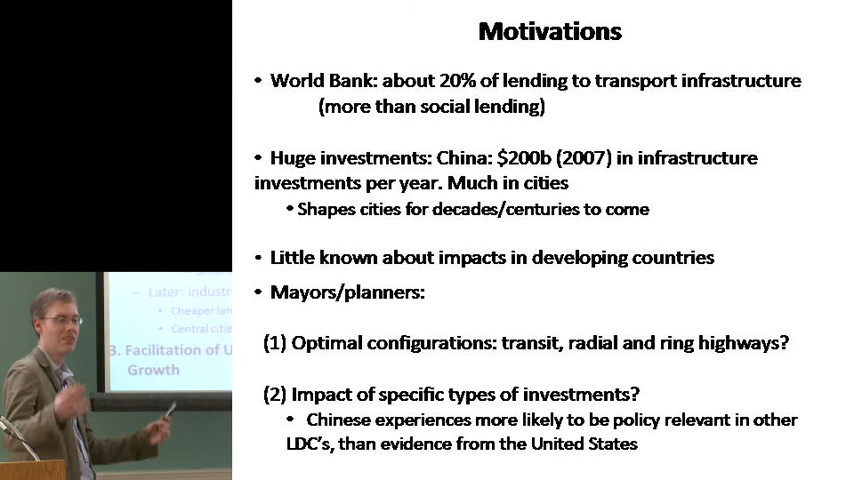 Motivations
• World Bank: about 20% of lending to transport infrastructure
(more than social lending)
• Huge investments: China: $200b (2007) in infrastructure
investments per year. Much in cities
• Shapes cities for decades/centuries to come
• Little known about impacts in developing countries
• Mayors/planners:
(1) Optimal configurations: transit, radial and ring highways?
(2) Impact of specific types of investments?
• Chinese experiences more likely to be policy relevant in other
LDC's, than evidence from the United States
– Later: industr
• Cheaper lan
• Central citie
3. Facilitation of U
Growth